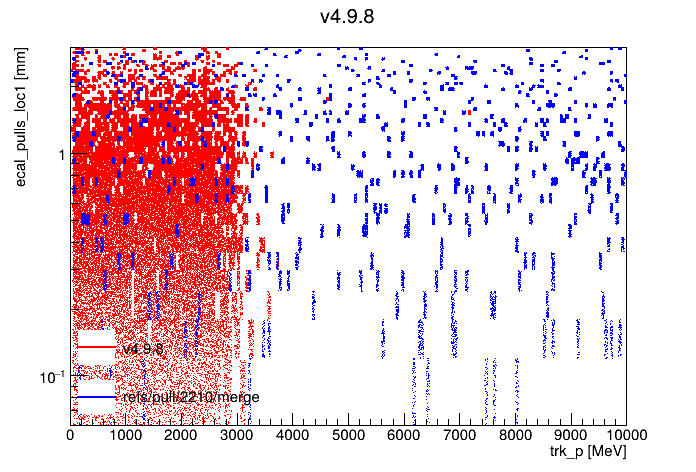 v4.9.8
ecal_pulls_loc1 [mm]
1
10⁻¹
v4.9.8
refs/pull/2210/merge
0 1000 2000 3000 4000 5000 6000 7000 8000 9000 10000
trk_p [MeV]